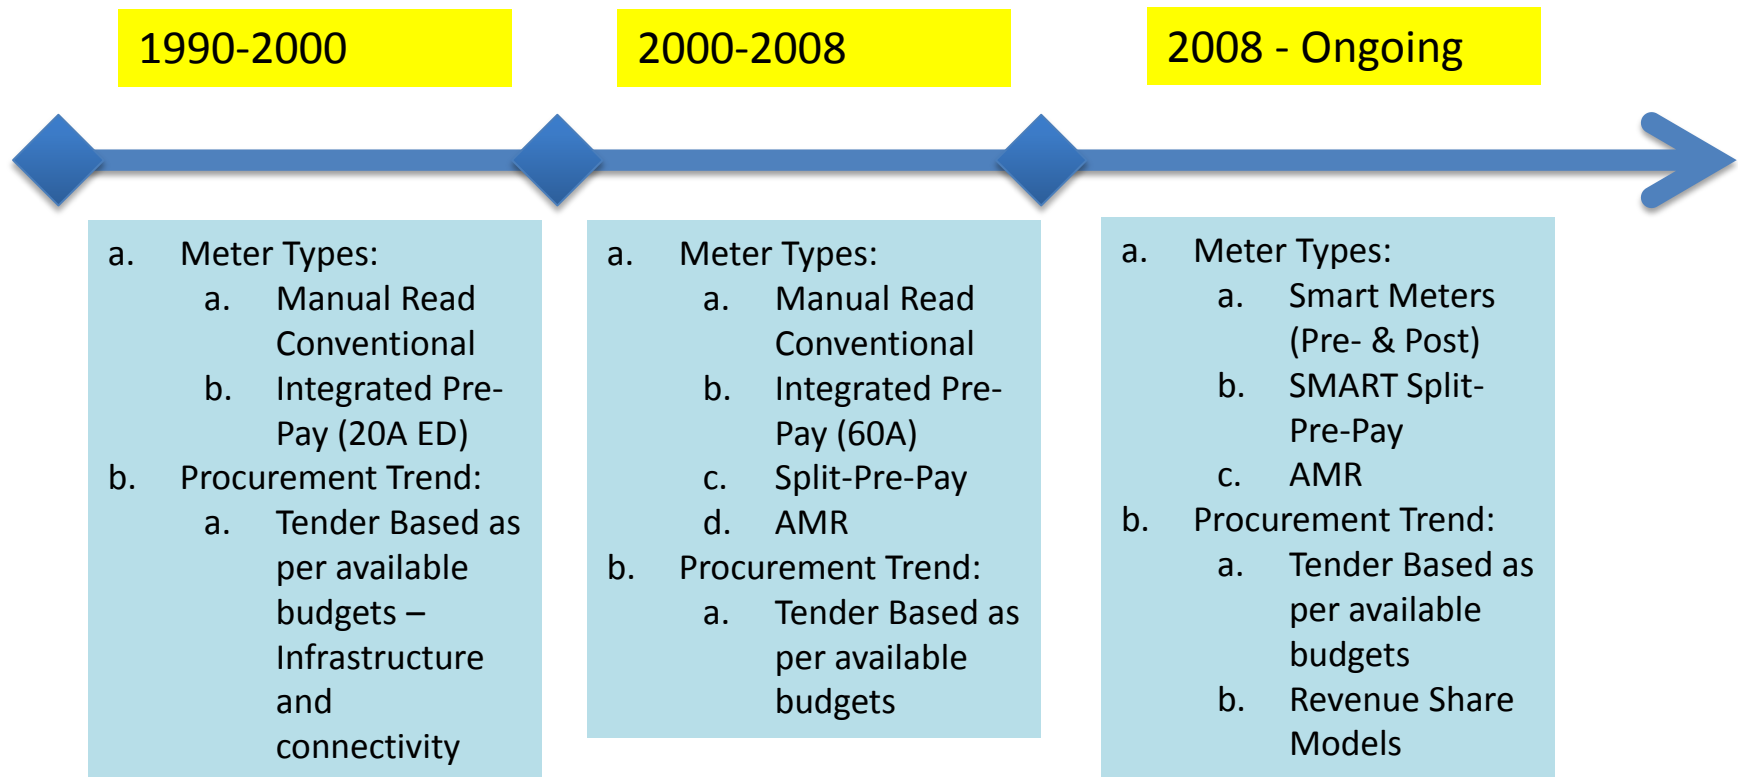 1990-2000
2000-2008
2008 - Ongoing
a. Meter Types:
a. Manual Read
Conventional
b. Integrated Pre-
Pay (20A ED)
b. Procurement Trend:
a. Tender Based as
per available
budgets –
Infrastructure
and
connectivity
a. Meter Types:
a. Manual Read
Conventional
b. Integrated Pre-
Pay (60A)
c. Split-Pre-Pay
d. AMR
b. Procurement Trend:
a. Tender Based as
per available
budgets
a. Meter Types:
a. Smart Meters
(Pre- & Post)
b. SMART Split-
Pre-Pay
c. AMR
b. Procurement Trend:
a. Tender Based as
per available
budgets
b. Revenue Share
Models